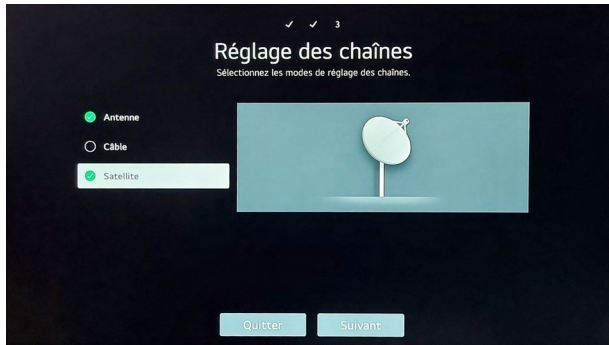 3
Réglage des chaînes
Sélectionnez les modes de réglage des chaînes.
Antenne
Câble
Satellite
Quitter
Suivant